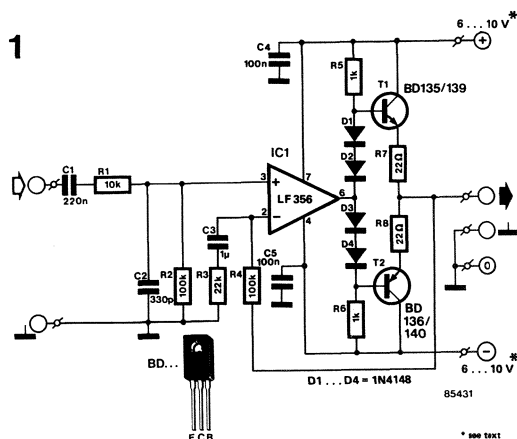 1
6 ... 10 V*
+
C4
100n
R5
1k
T1
BD135/139
D1
D2
R7
22Ω
IC1
C1
220n
R1
10k
3
+
7
LF 356
6
2
−
4
D3
D4
R8
22Ω
C3
1µ
C2
330p
R2
100k
R3
22k
R4
100k
C5
100n
R6
1k
T2
BD
136/
140
0
BD...
E C B
D1 ... D4 = 1N4148
−
6 ... 10 V*
85431
* see text